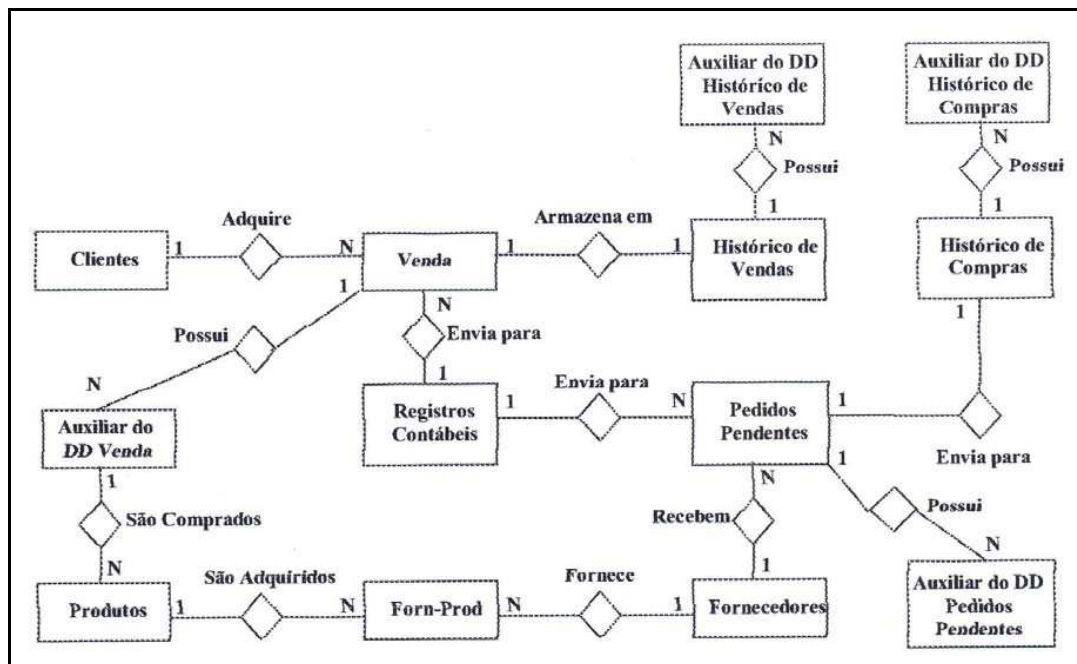 Auxiliar do DD
Histórico de
Vendas
Auxiliar do DD
Histórico de
Compras
N
Possui
N
Possui
1
1
Adquire
Armazena em
Clientes
1
N
Venda
1
1
Histórico de
Vendas
Histórico de
Compras
1
N
1
Possui
Envia para
N
1
Envia para
Auxiliar do
DD Venda
Registros
Contábeis
1
N
Pedidos
Pendentes
1
Envia para
1
1
N
São Comprados
Recebem
Possui
N
São Adquiridos
Fornece
1
N
Produtos
1
N
Forn-Prod
N
1
Fornecedores
Auxiliar do DD
Pedidos
Pendentes